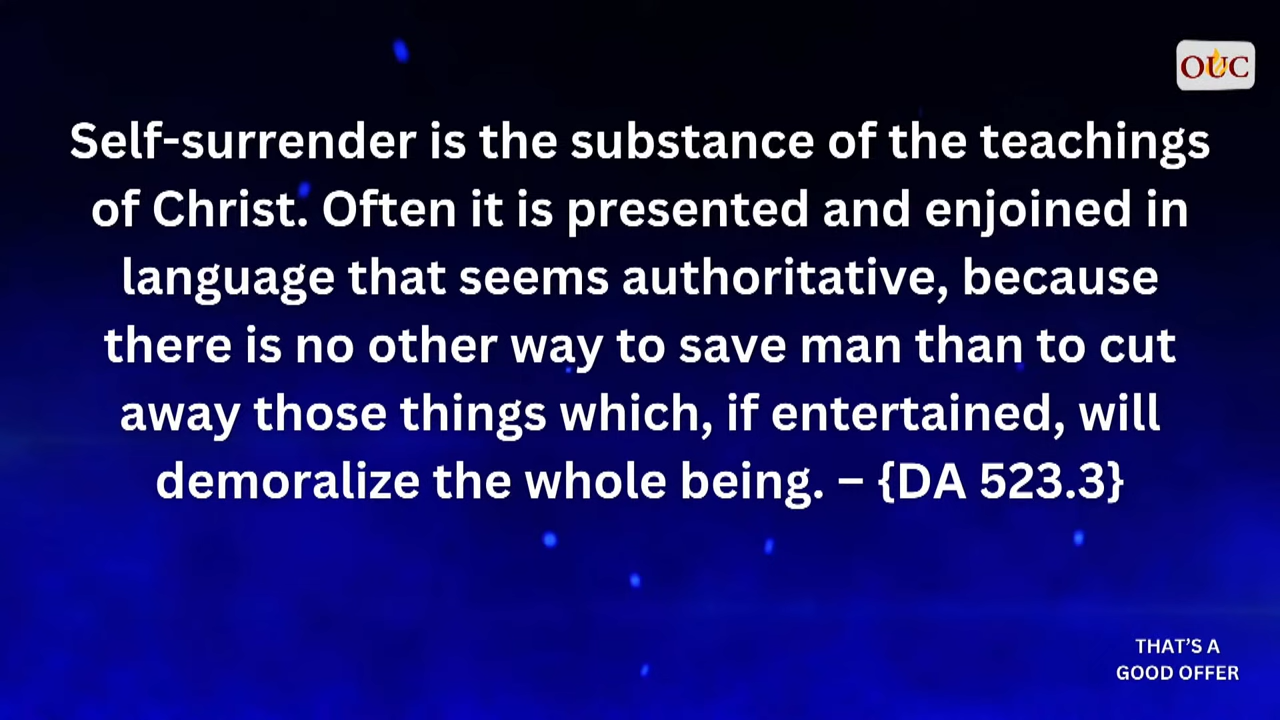 OUC
Self-surrender is the substance of the teachings
of Christ. Often it is presented and enjoined in
language that seems authoritative, because
there is no other way to save man than to cut
away those things which, if entertained, will
demoralize the whole being. – {DA 523.3}
THAT'S A
GOOD OFFER